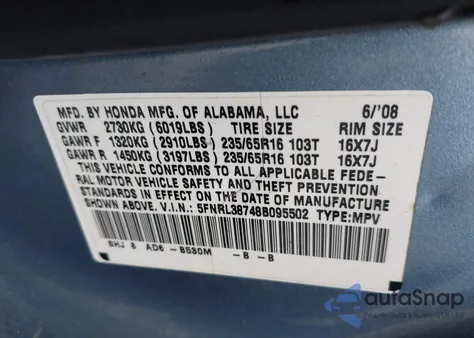 MFD. BY HONDA MFG. OF ALABAMA, LLC 6/'08
GVWR 2730KG (6019LBS) TIRE SIZE RIM SIZE
GAWR F 1320KG (2910LBS) 235/65R16 103T 16X7J
GAWR R 1450KG (3197LBS) 235/65R16 103T 16X7J
THIS VEHICLE CONFORMS TO ALL APPLICABLE FEDE-
RAL MOTOR VEHICLE SAFETY AND THEFT PREVENTION
STANDARDS IN EFFECT ON THE DATE OF MANUFACTURE
SHOWN ABOVE. V.I.N.: 5FNRL38748B095502 TYPE:MPV
SHJ 8 AD6 -B530M -B -B
autoSnap